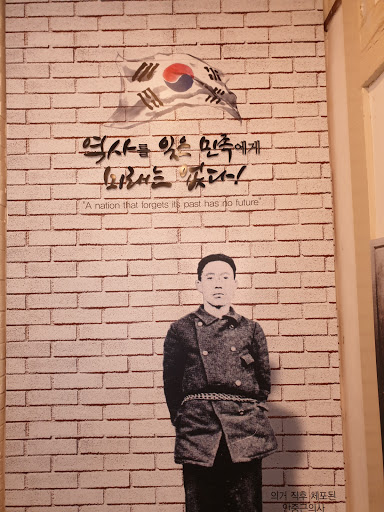 역사를 잊은 민족에게
미래는 없다!
"A nation that forgets its past has no future"
의거 직후 체포된
안중근의사